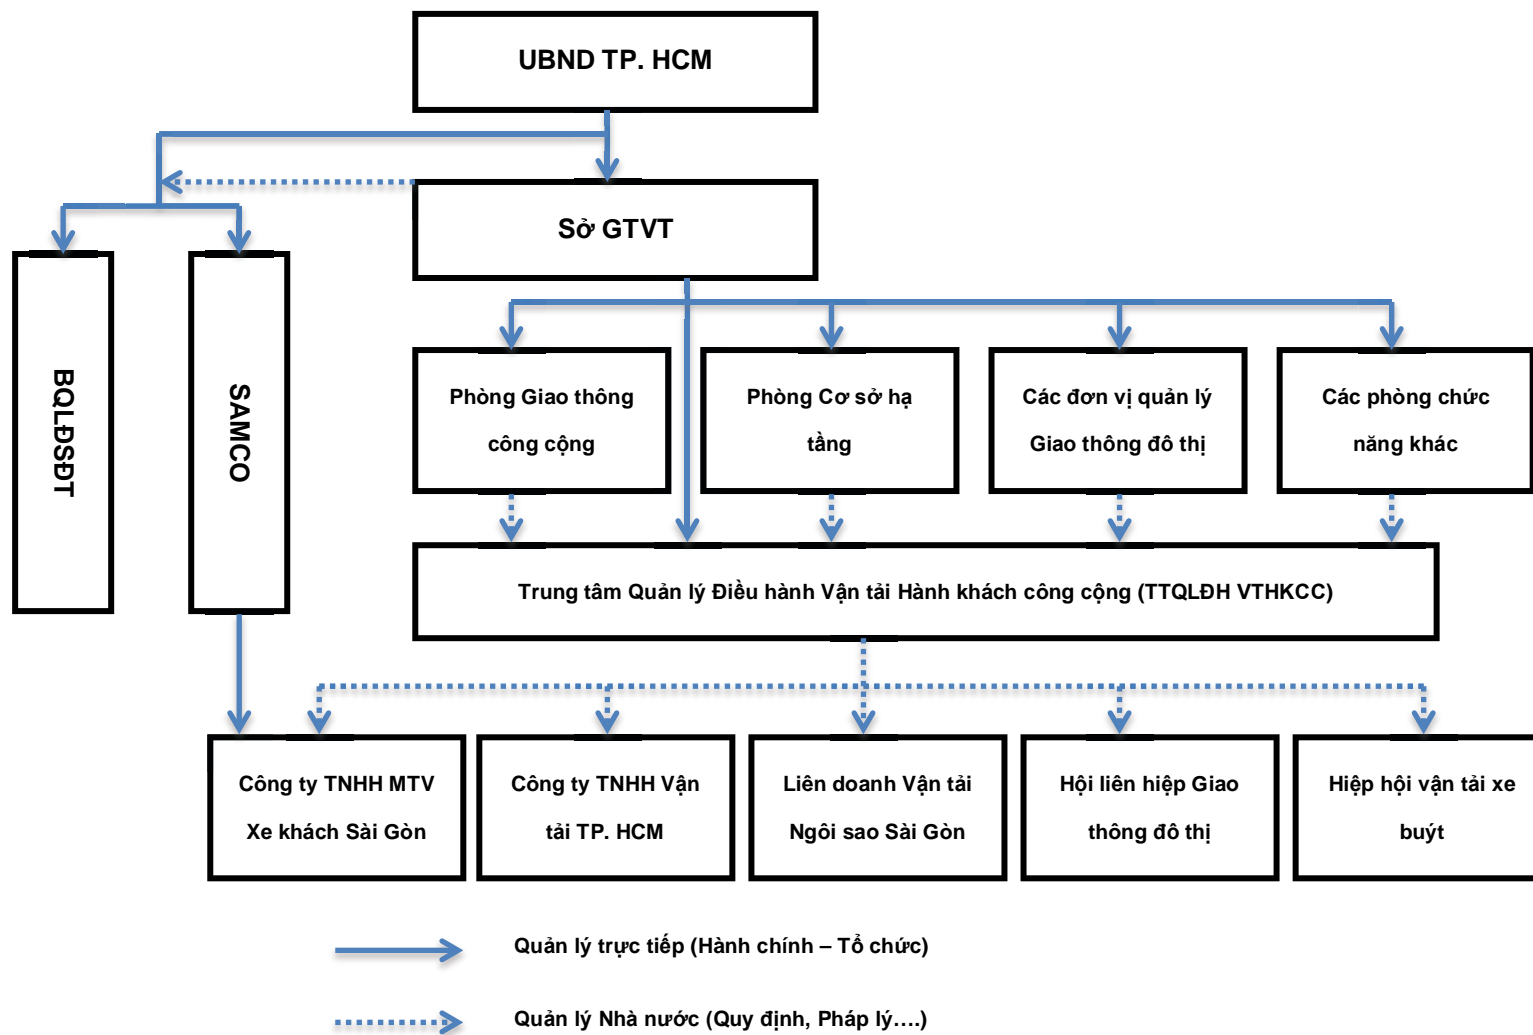 UBND TP. HCM
Sở GTVT
BQLĐSĐT
SAMCO
Phòng Giao thông
công cộng
Phòng Cơ sở hạ
tầng
Các đơn vị quản lý
Giao thông đô thị
Các phòng chức
năng khác
Trung tâm Quản lý Điều hành Vận tải Hành khách công cộng (TTQLĐH VTHKCC)
Công ty TNHH MTV
Xe khách Sài Gòn
Công ty TNHH Vận
tải TP. HCM
Liên doanh Vận tải
Ngôi sao Sài Gòn
Hội liên hiệp Giao
thông đô thị
Hiệp hội vận tải xe
buýt
Quản lý trực tiếp (Hành chính – Tổ chức)
Quản lý Nhà nước (Quy định, Pháp lý….)